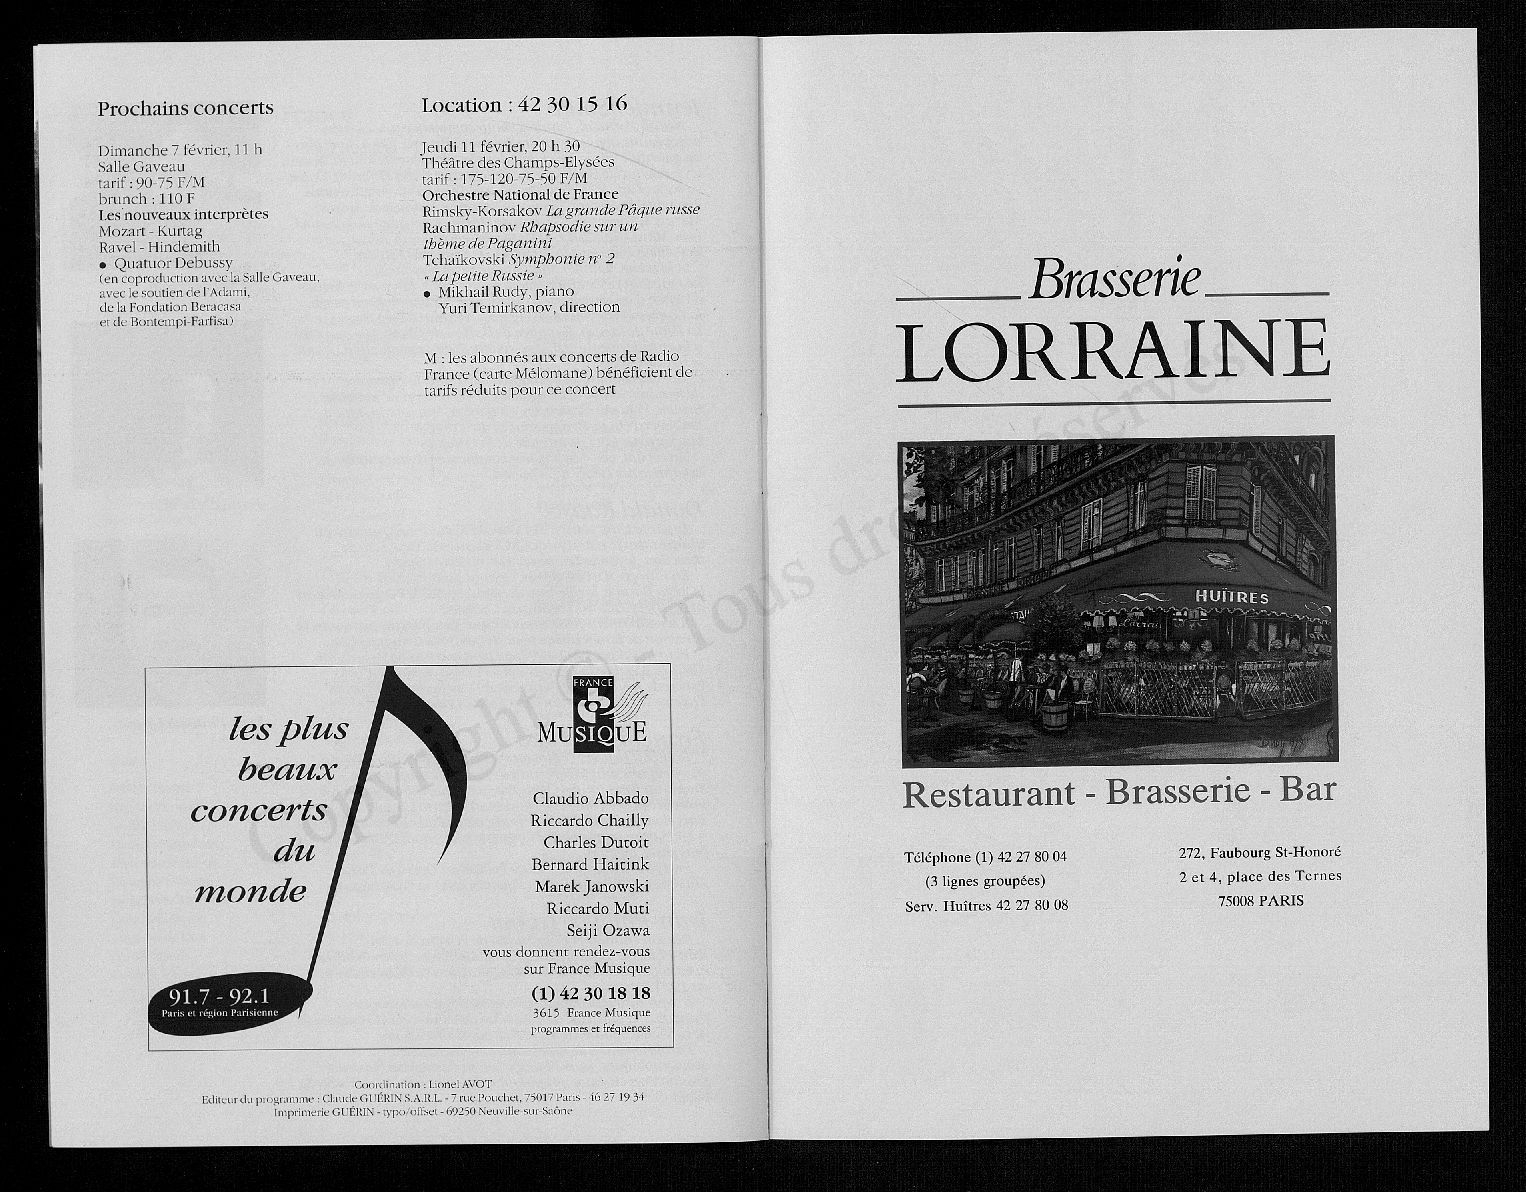 Prochains concerts
Dimanche 7 février, 11 h
Salle Gaveau
tarif : 90-75 F/M
brunch : 110 F
Les nouveaux interprètes
Mozart - Kurtag
Ravel - Hindemith
● Quatuor Debussy
(en coproduction avec la Salle Gaveau,
avec le soutien de l'Adami,
de la Fondation Beracasa
et de Bontempi-Farfisa)
Location : 42 30 15 16
Jeudi 11 février, 20 h 30
Théâtre des Champs-Elysées
tarif : 175-120-75-50 F/M
Orchestre National de France
Rimsky-Korsakov La grande Pâque russe
Rachmaninov Rhapsodie sur un
thème de Paganini
Tchaïkovski Symphonie n° 2
« La petite Russie »
● Mikhail Rudy, piano
Yuri Temirkanov, direction
M : les abonnés aux concerts de Radio
France (carte Mélomane) bénéficient de
tarifs réduits pour ce concert
les plus
beaux
concerts
du
monde
91.7 - 92.1
Paris et région Parisienne
FRANCE
MUSIQUE
Claudio Abbado
Riccardo Chailly
Charles Dutoit
Bernard Haitink
Marek Janowski
Riccardo Muti
Seiji Ozawa
vous donnent rendez-vous
sur France Musique
(1) 42 30 18 18
3615 France Musique
programmes et fréquences
Coordination : Lionel AVOT
Editeur du programme : Claude GUÉRIN S.A.R.L. - 7 rue Pouchet, 75017 Paris - 46 27 19 34
Imprimerie GUÉRIN - typo/offset - 69250 Neuville-sur-Saône
Brasserie
LORRAINE
HUÎTRES
Lorraine
Restaurant - Brasserie - Bar
Téléphone (1) 42 27 80 04
(3 lignes groupées)
Serv. Huîtres 42 27 80 08
272, Faubourg St-Honoré
2 et 4, place des Ternes
75008 PARIS
Copyright © - Tous droits réservés